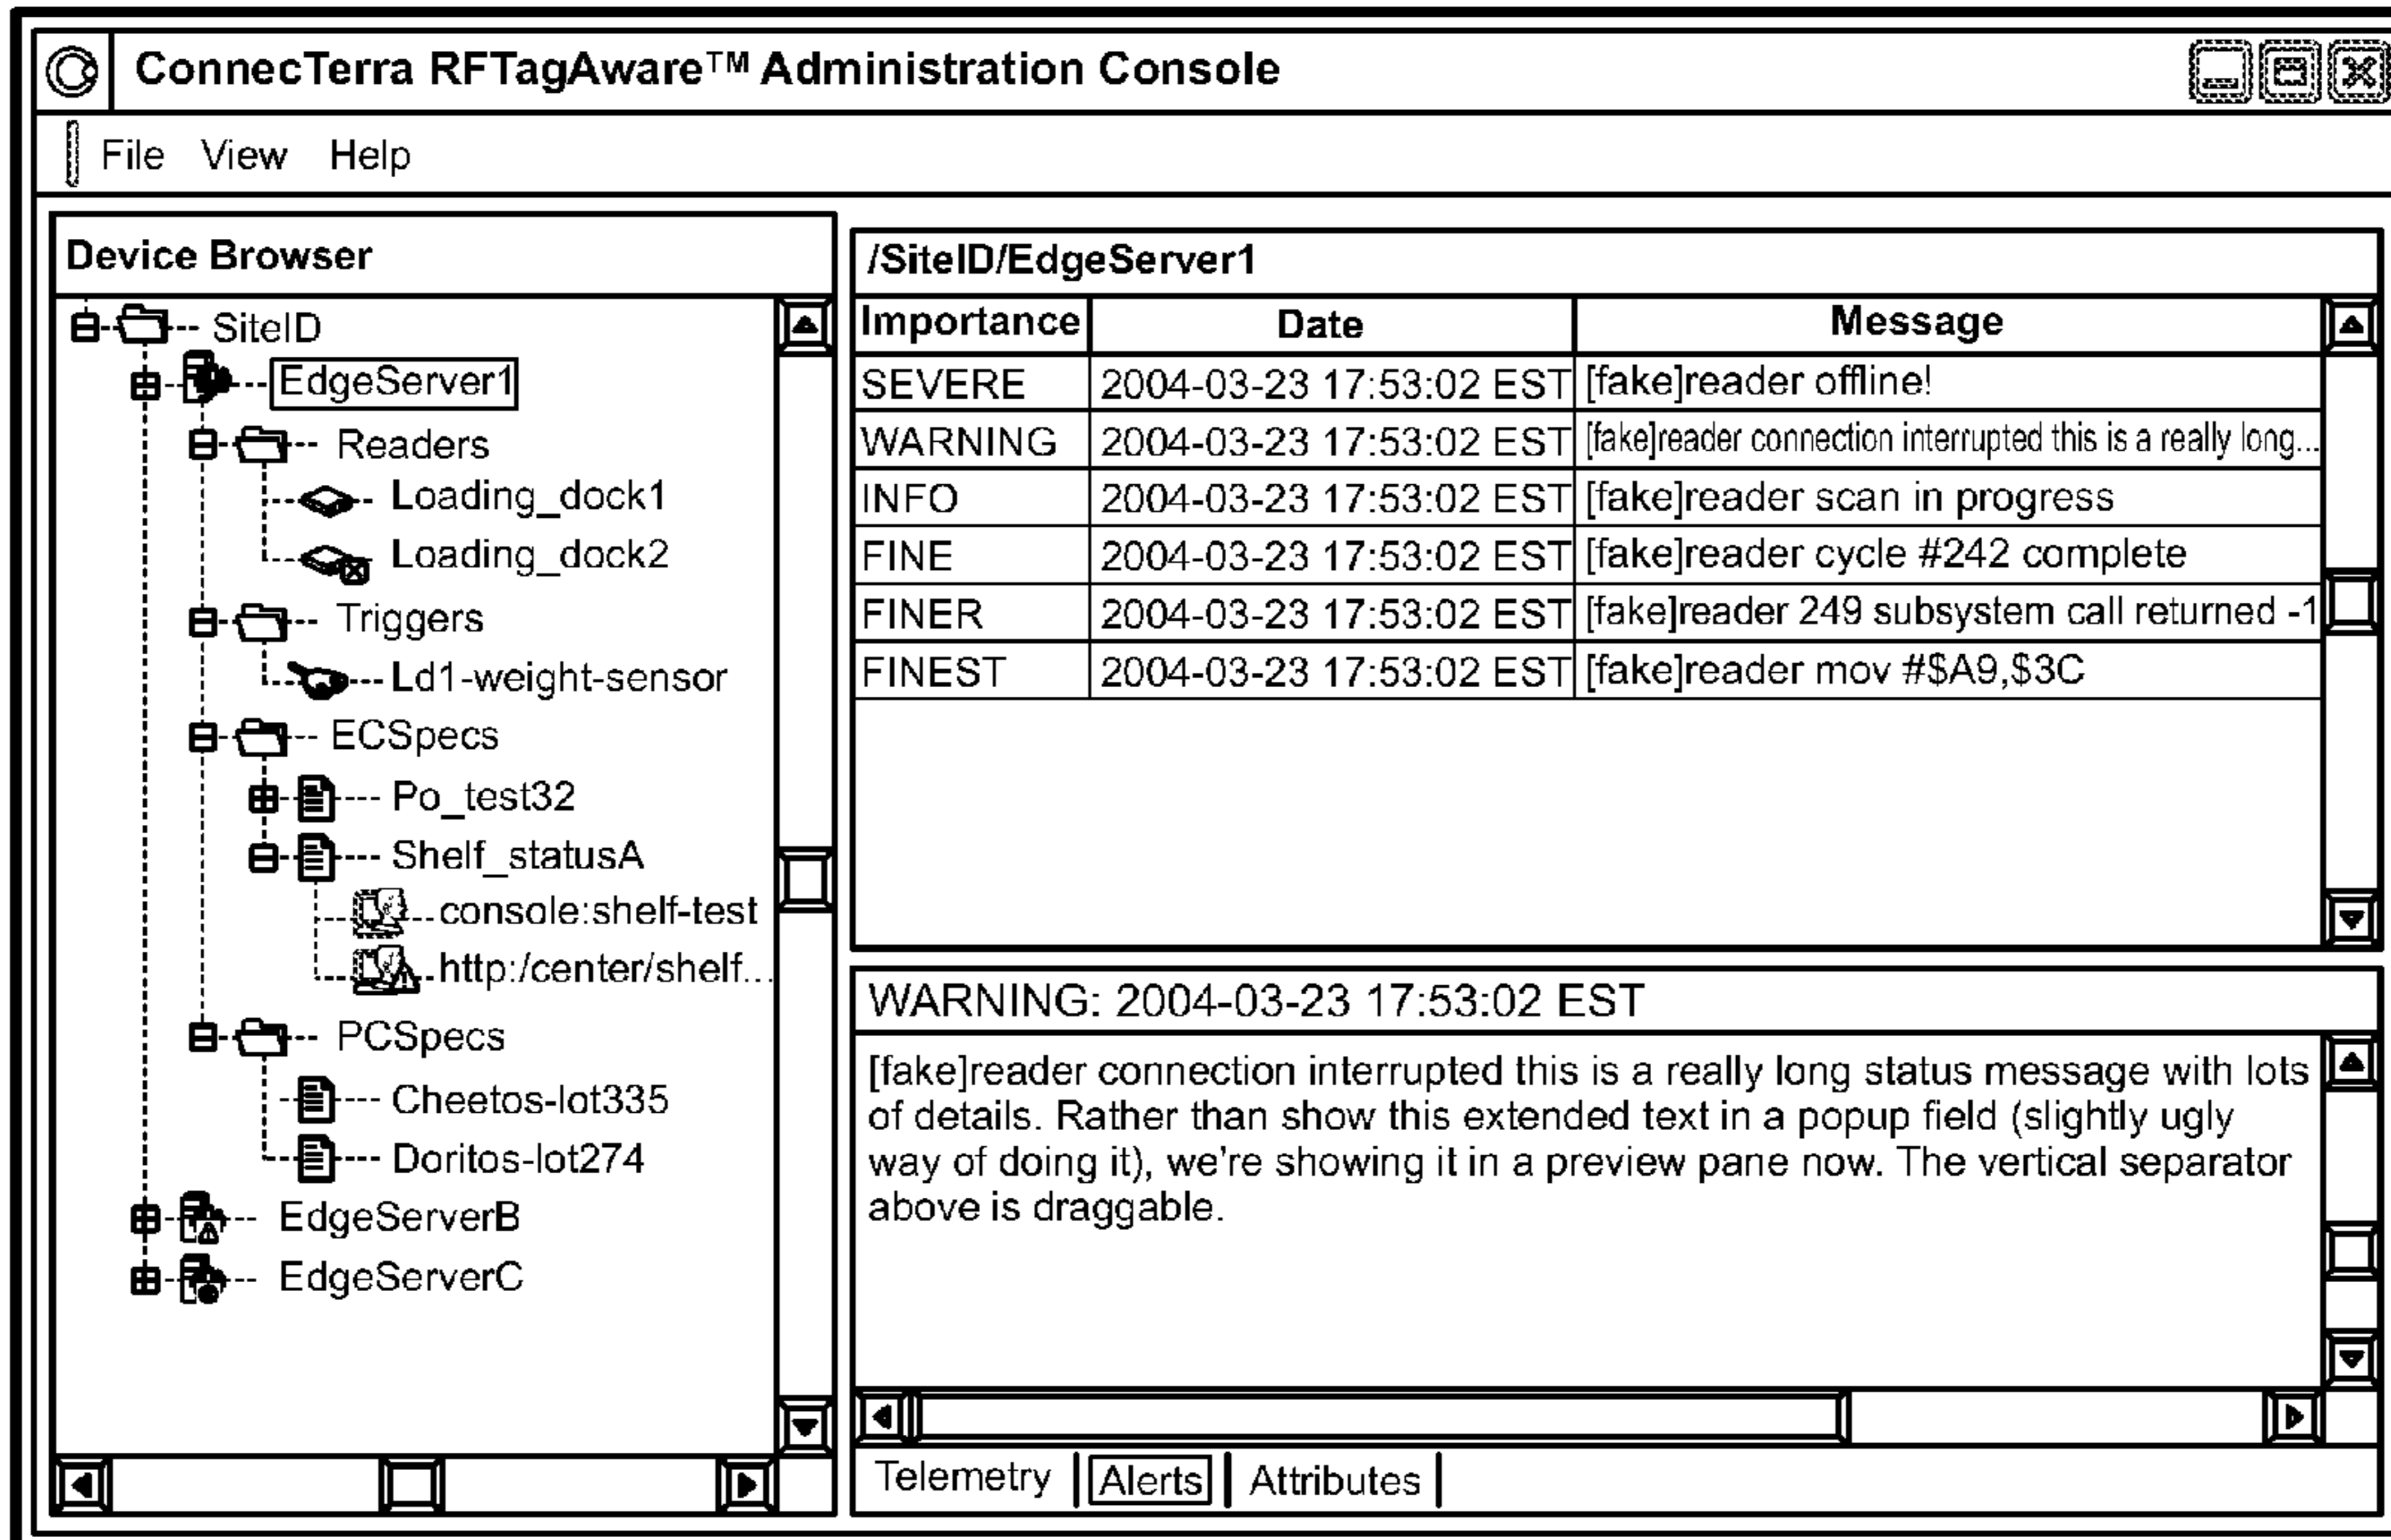 ConnecTerra RFTagAware™ Administration Console
File View Help
Device Browser
SiteID
EdgeServer1
Readers
Loading_dock1
Loading_dock2
Triggers
Ld1-weight-sensor
ECSpecs
Po_test32
Shelf_statusA
console:shelf-test
http:/center/shelf...
PCSpecs
Cheetos-lot335
Doritos-lot274
EdgeServerB
EdgeServerC
/SiteID/EdgeServer1
Importance Date Message
SEVERE 2004-03-23 17:53:02 EST [fake]reader offline!
WARNING 2004-03-23 17:53:02 EST [fake]reader connection interrupted this is a really long...
INFO 2004-03-23 17:53:02 EST [fake]reader scan in progress
FINE 2004-03-23 17:53:02 EST [fake]reader cycle #242 complete
FINER 2004-03-23 17:53:02 EST [fake]reader 249 subsystem call returned -1
FINEST 2004-03-23 17:53:02 EST [fake]reader mov #$A9,$3C
WARNING: 2004-03-23 17:53:02 EST
[fake]reader connection interrupted this is a really long status message with lots
of details. Rather than show this extended text in a popup field (slightly ugly
way of doing it), we're showing it in a preview pane now. The vertical separator
above is draggable.
Telemetry Alerts Attributes